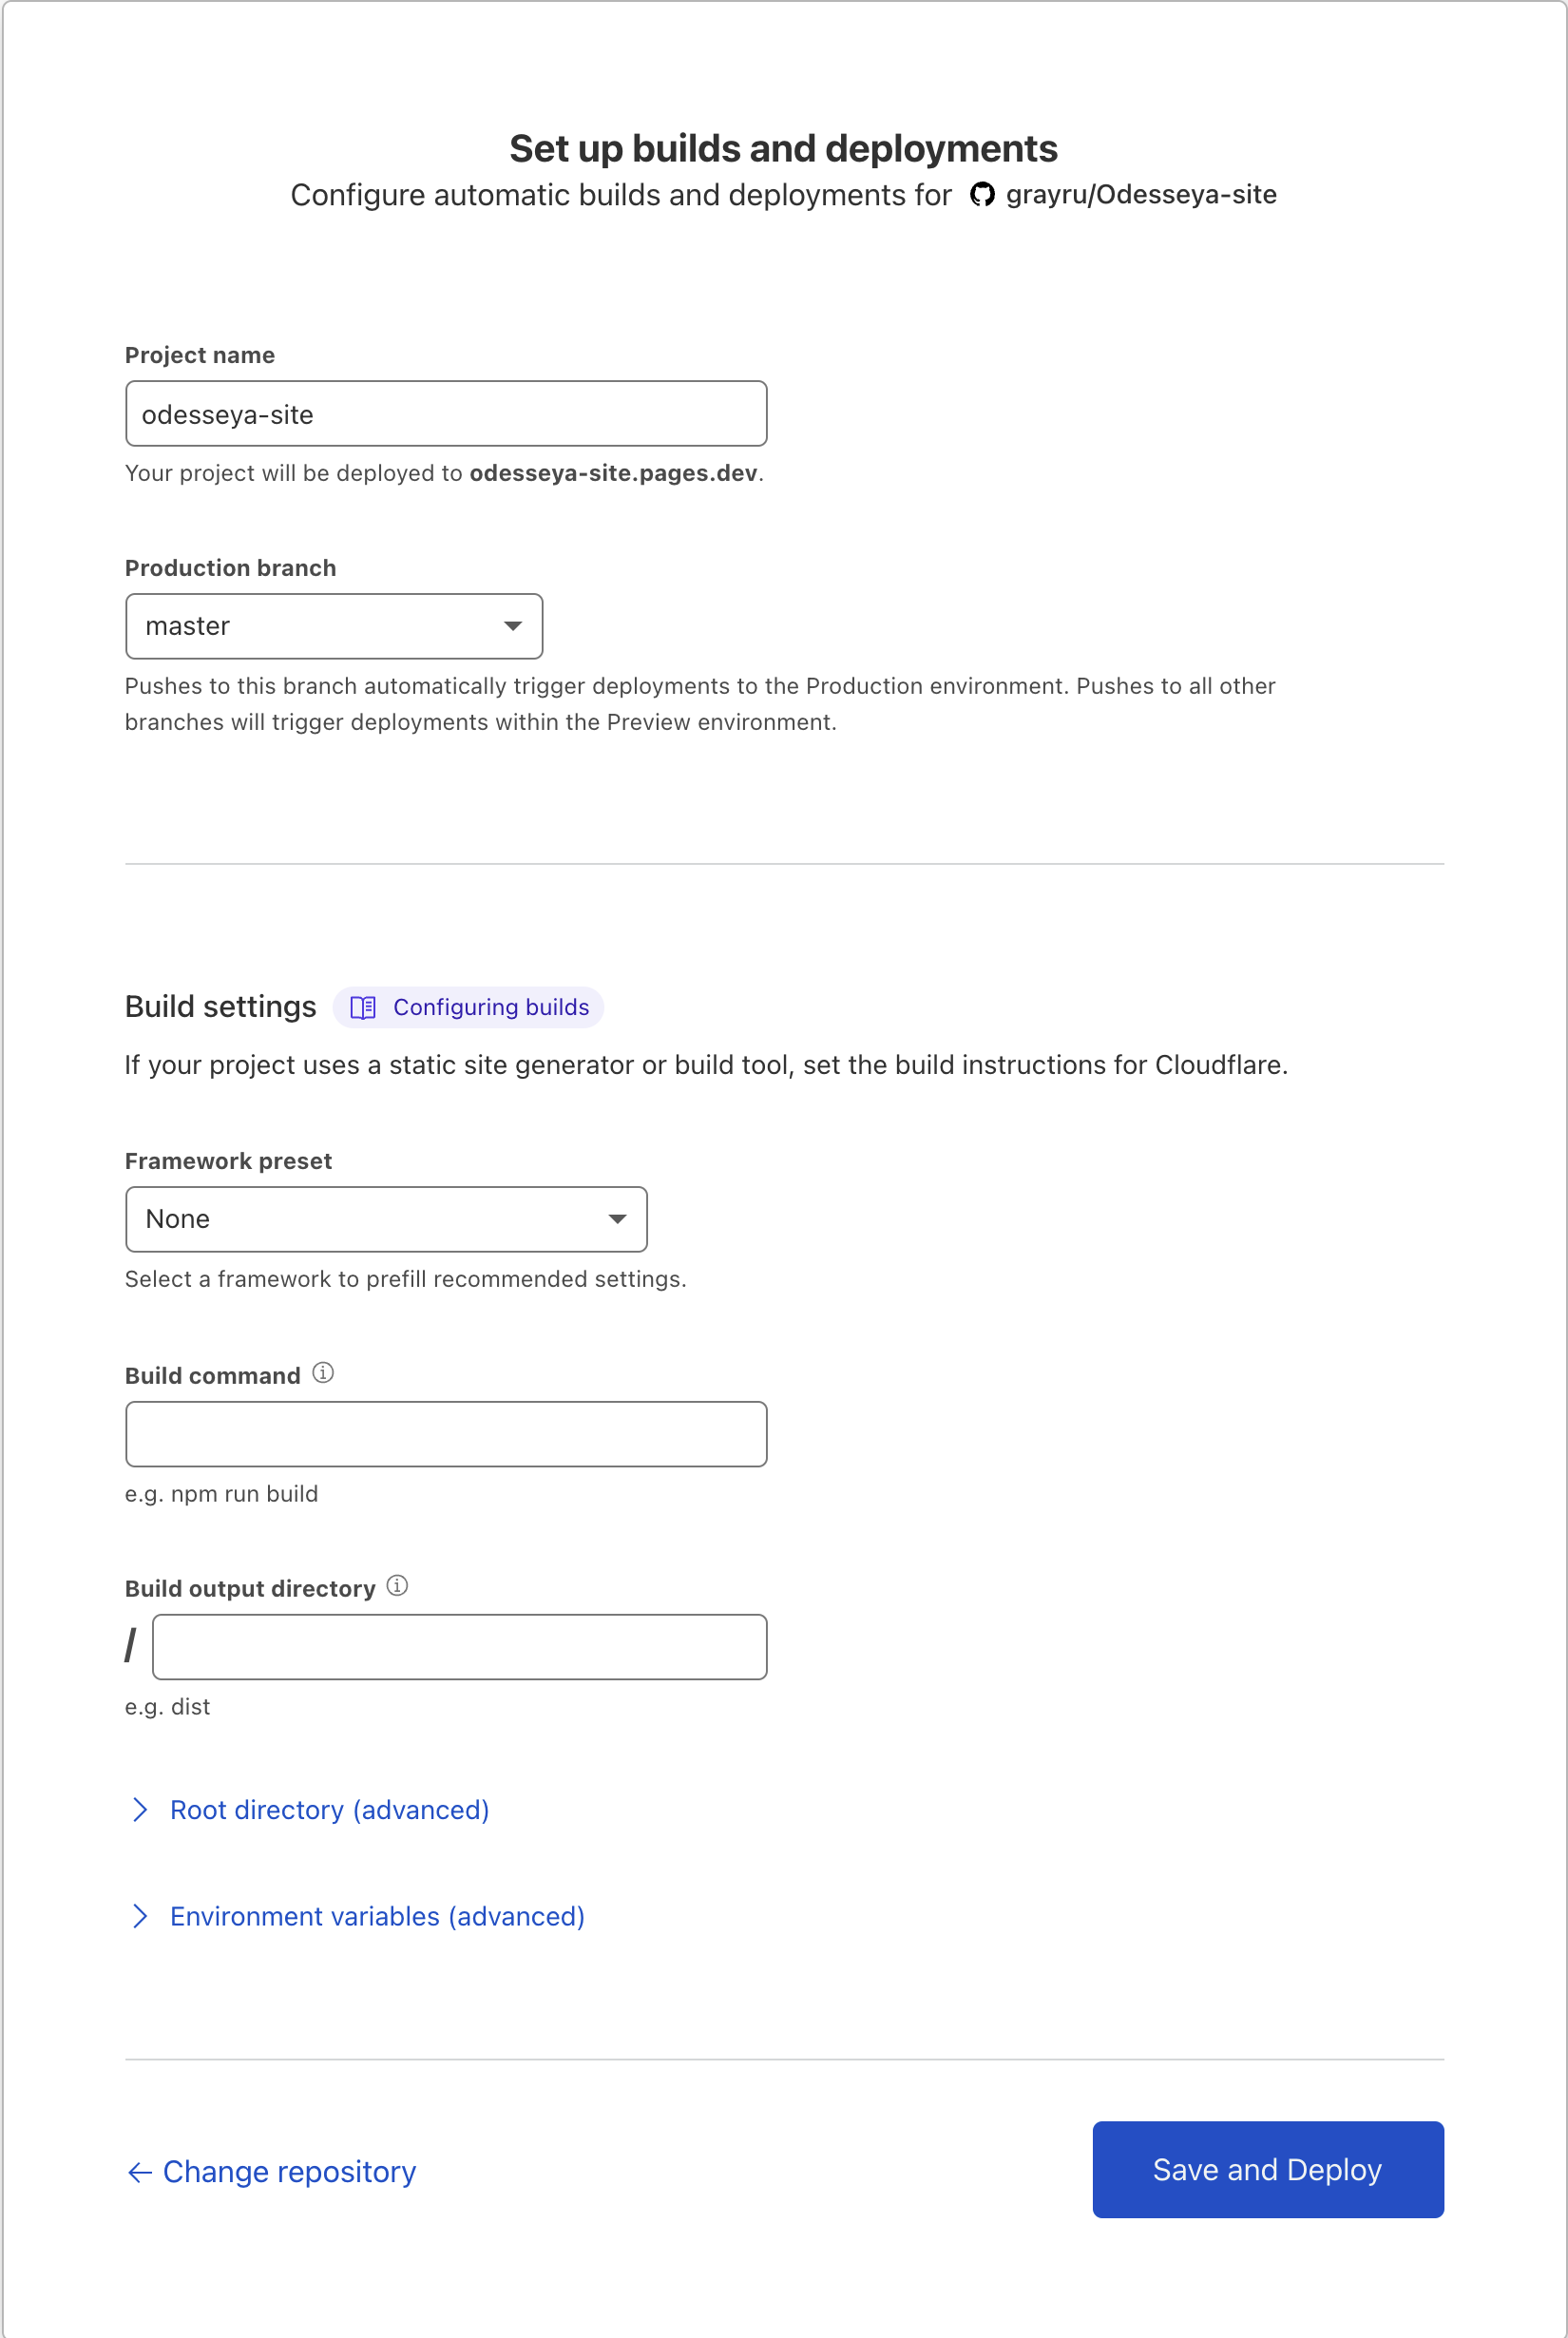 Set up builds and deployments
Configure automatic builds and deployments for grayru/Odesseya-site
Project name
odesseya-site
Your project will be deployed to odesseya-site.pages.dev.
Production branch
master
Pushes to this branch automatically trigger deployments to the Production environment. Pushes to all other
branches will trigger deployments within the Preview environment.
Build settings Configuring builds
If your project uses a static site generator or build tool, set the build instructions for Cloudflare.
Framework preset
None
Select a framework to prefill recommended settings.
Build command
e.g. npm run build
Build output directory
/
e.g. dist
Root directory (advanced)
Environment variables (advanced)
← Change repository
Save and Deploy